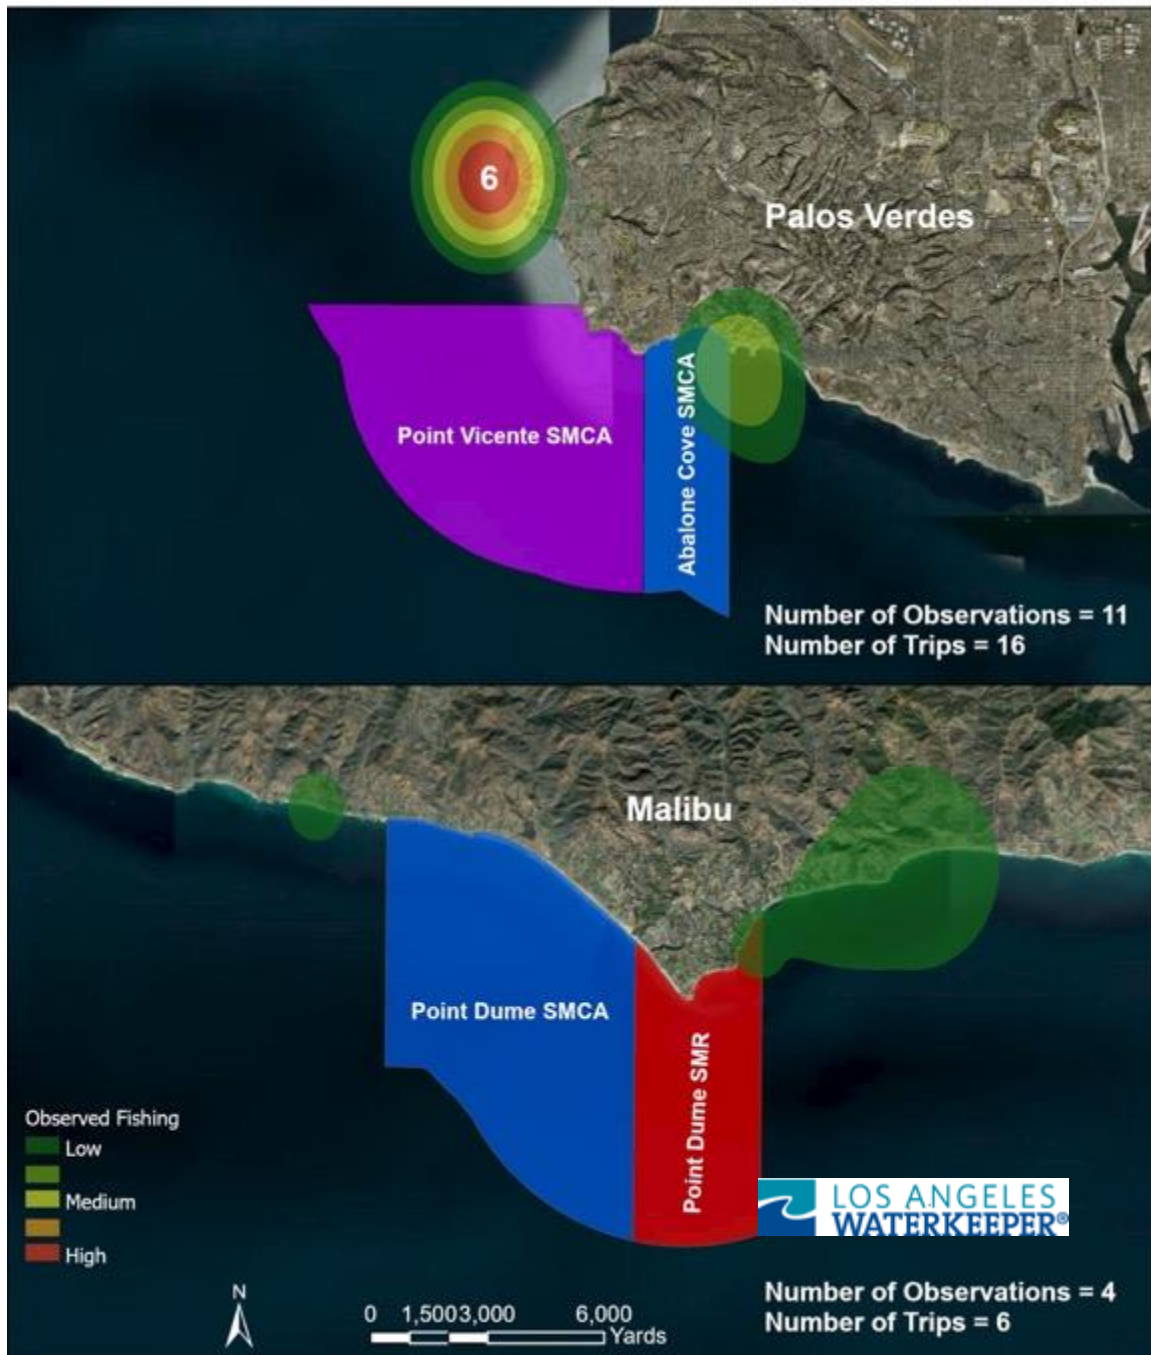 6
Palos Verdes
Point Vicente SMCA
Abalone Cove SMCA
Number of Observations = 11
Number of Trips = 16
Malibu
Point Dume SMCA
Point Dume SMR
Observed Fishing
Low
Medium
High
LOS ANGELES
WATERKEEPER®
N
0 1,5003,000 6,000
Yards
Number of Observations = 4
Number of Trips = 6